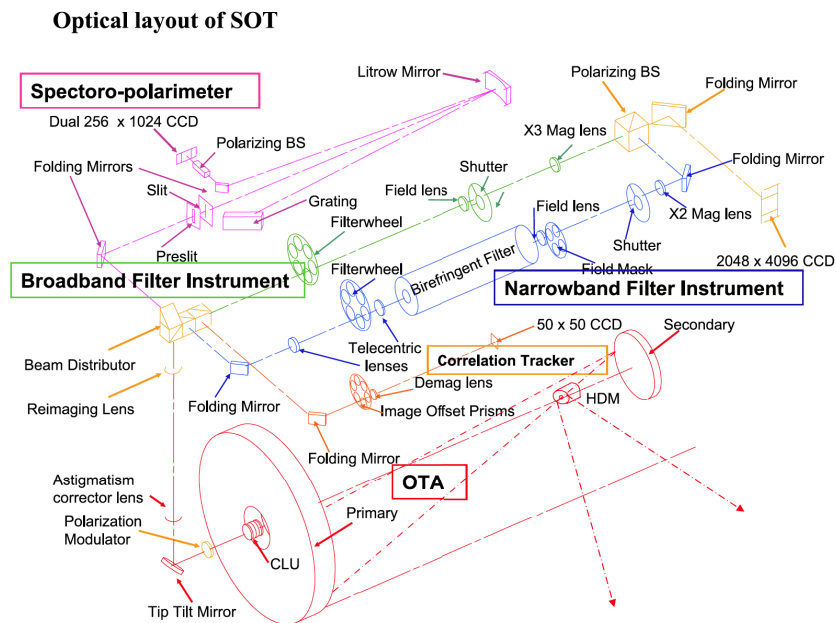 Optical layout of SOT
Litrow Mirror
Polarizing BS
Folding Mirror
Spectoro-polarimeter
Dual 256 x 1024 CCD
Polarizing BS
X3 Mag lens
Folding Mirrors
Shutter
Folding Mirror
Slit
Field lens
Grating
Field lens
X2 Mag lens
Filterwheel
Preslit
Shutter
Filterwheel
Birefringent Filter
2048 x 4096 CCD
Field Mask
Broadband Filter Instrument
Narrowband Filter Instrument
50 x 50 CCD
Secondary
Telecentric
lenses
Beam Distributor
Correlation Tracker
Demag lens
Reimaging Lens
Folding Mirror
Image Offset Prisms
HDM
Folding Mirror
Astigmatism
corrector lens
OTA
Primary
Polarization
Modulator
CLU
Tip Tilt Mirror